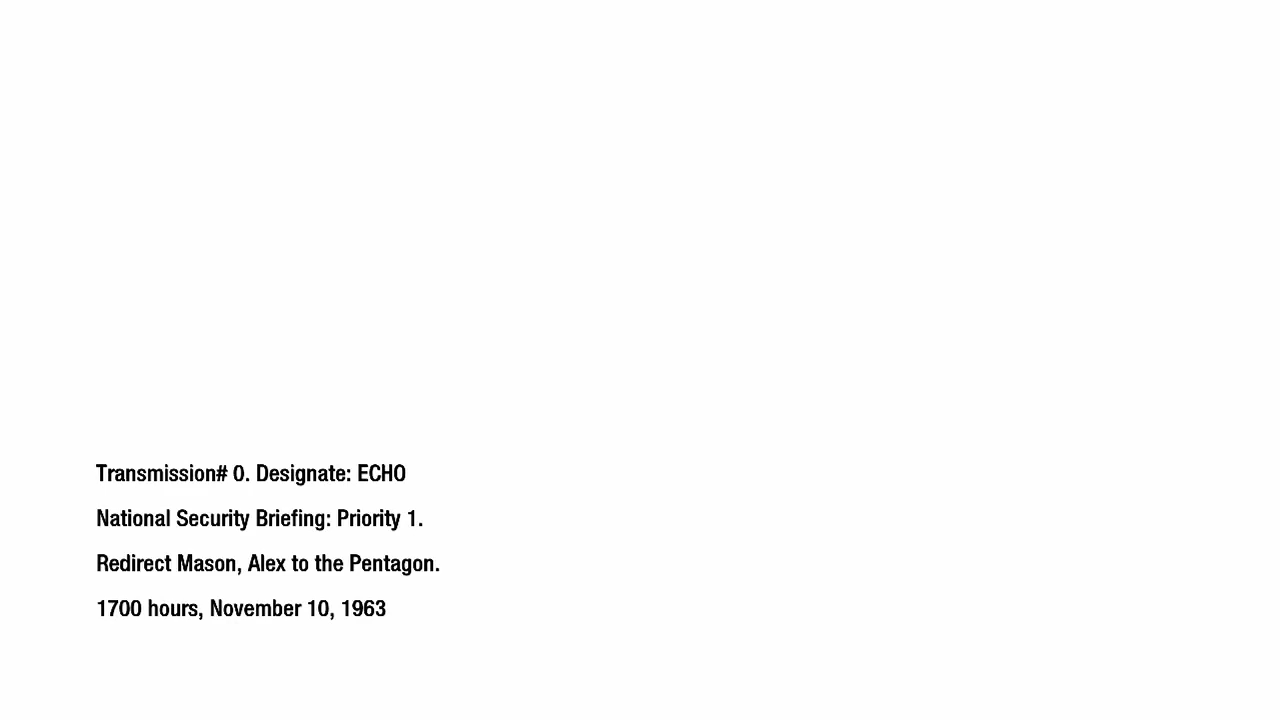 Transmission# 0. Designate: ECHO
National Security Briefing: Priority 1.
Redirect Mason, Alex to the Pentagon.
1700 hours, November 10, 1963